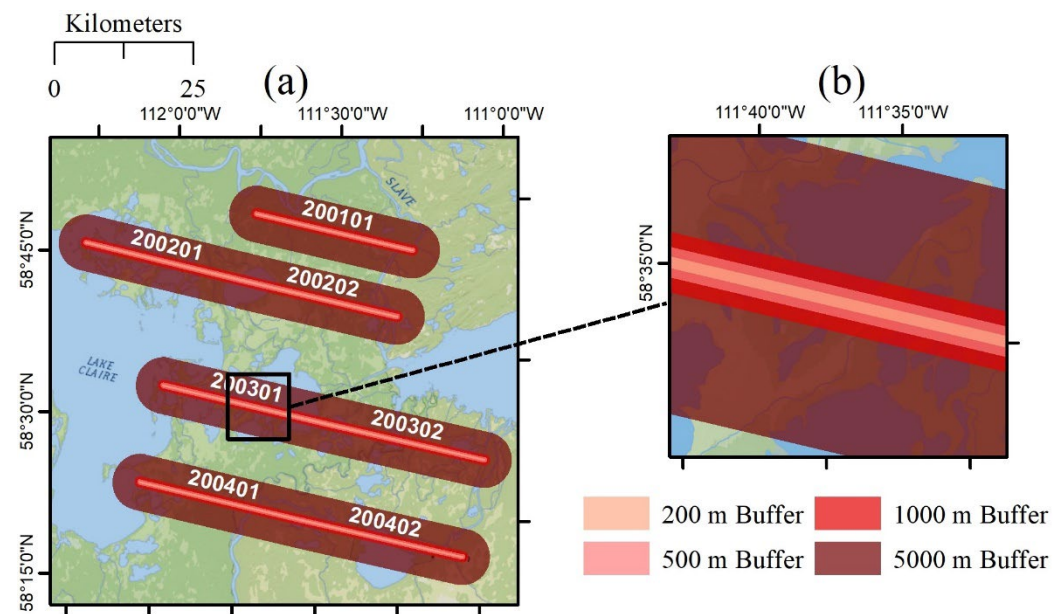 Kilometers
0 25
(a)
(b)
112°0'0"W 111°30'0"W 111°0'0"W
111°40'0"W 111°35'0"W
58°45'0"N
58°30'0"N
58°15'0"N
58°35'0"N
SLAVE
200101
200201
200202
LAKE
CLAIRE
200301
200302
200401
200402
200 m Buffer 1000 m Buffer
500 m Buffer 5000 m Buffer